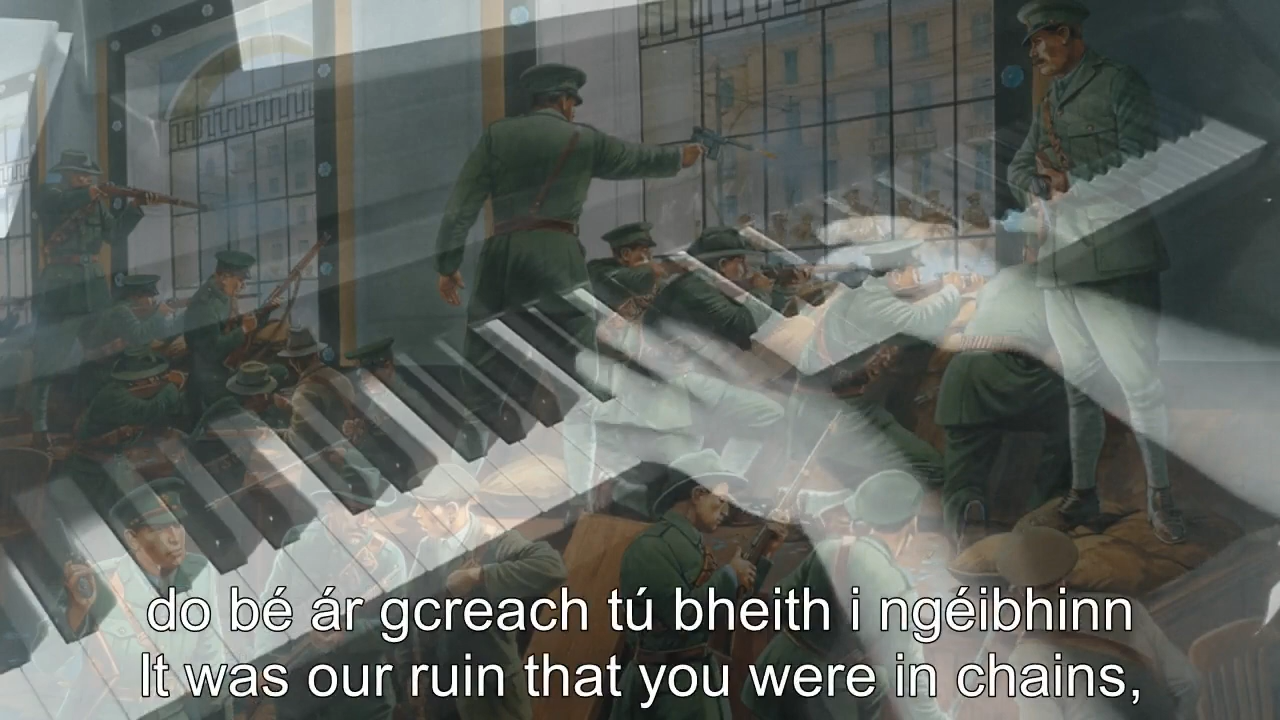 do bé ár gcreach tú bheith i ngéibhinn
It was our ruin that you were in chains,